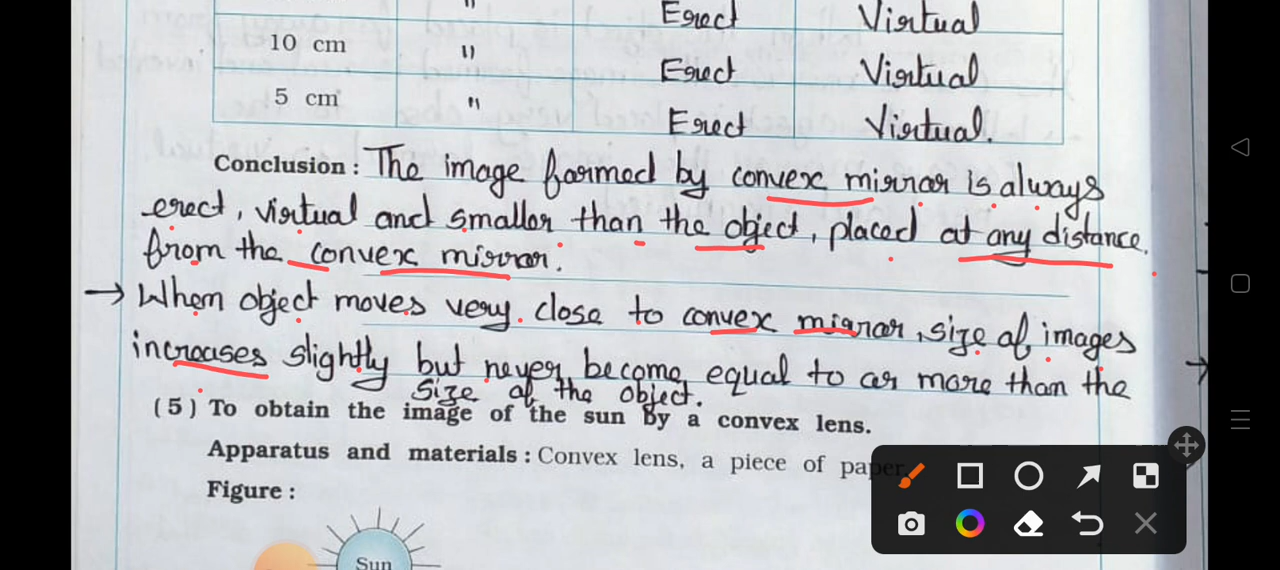 " Erect Virtual
10 cm " Erect Virtual
5 cm " Erect Virtual.
Conclusion : The image formed by convex mirror is always
erect, virtual and smaller than the object, placed at any distance.
from the convex mirror.
→ When object moves very close to convex mirror, size of images
increases slightly but never become equal to or more than the
size of the object.
(5) To obtain the image of the sun by a convex lens.
Apparatus and materials : Convex lens, a piece of paper
Figure :
Sun